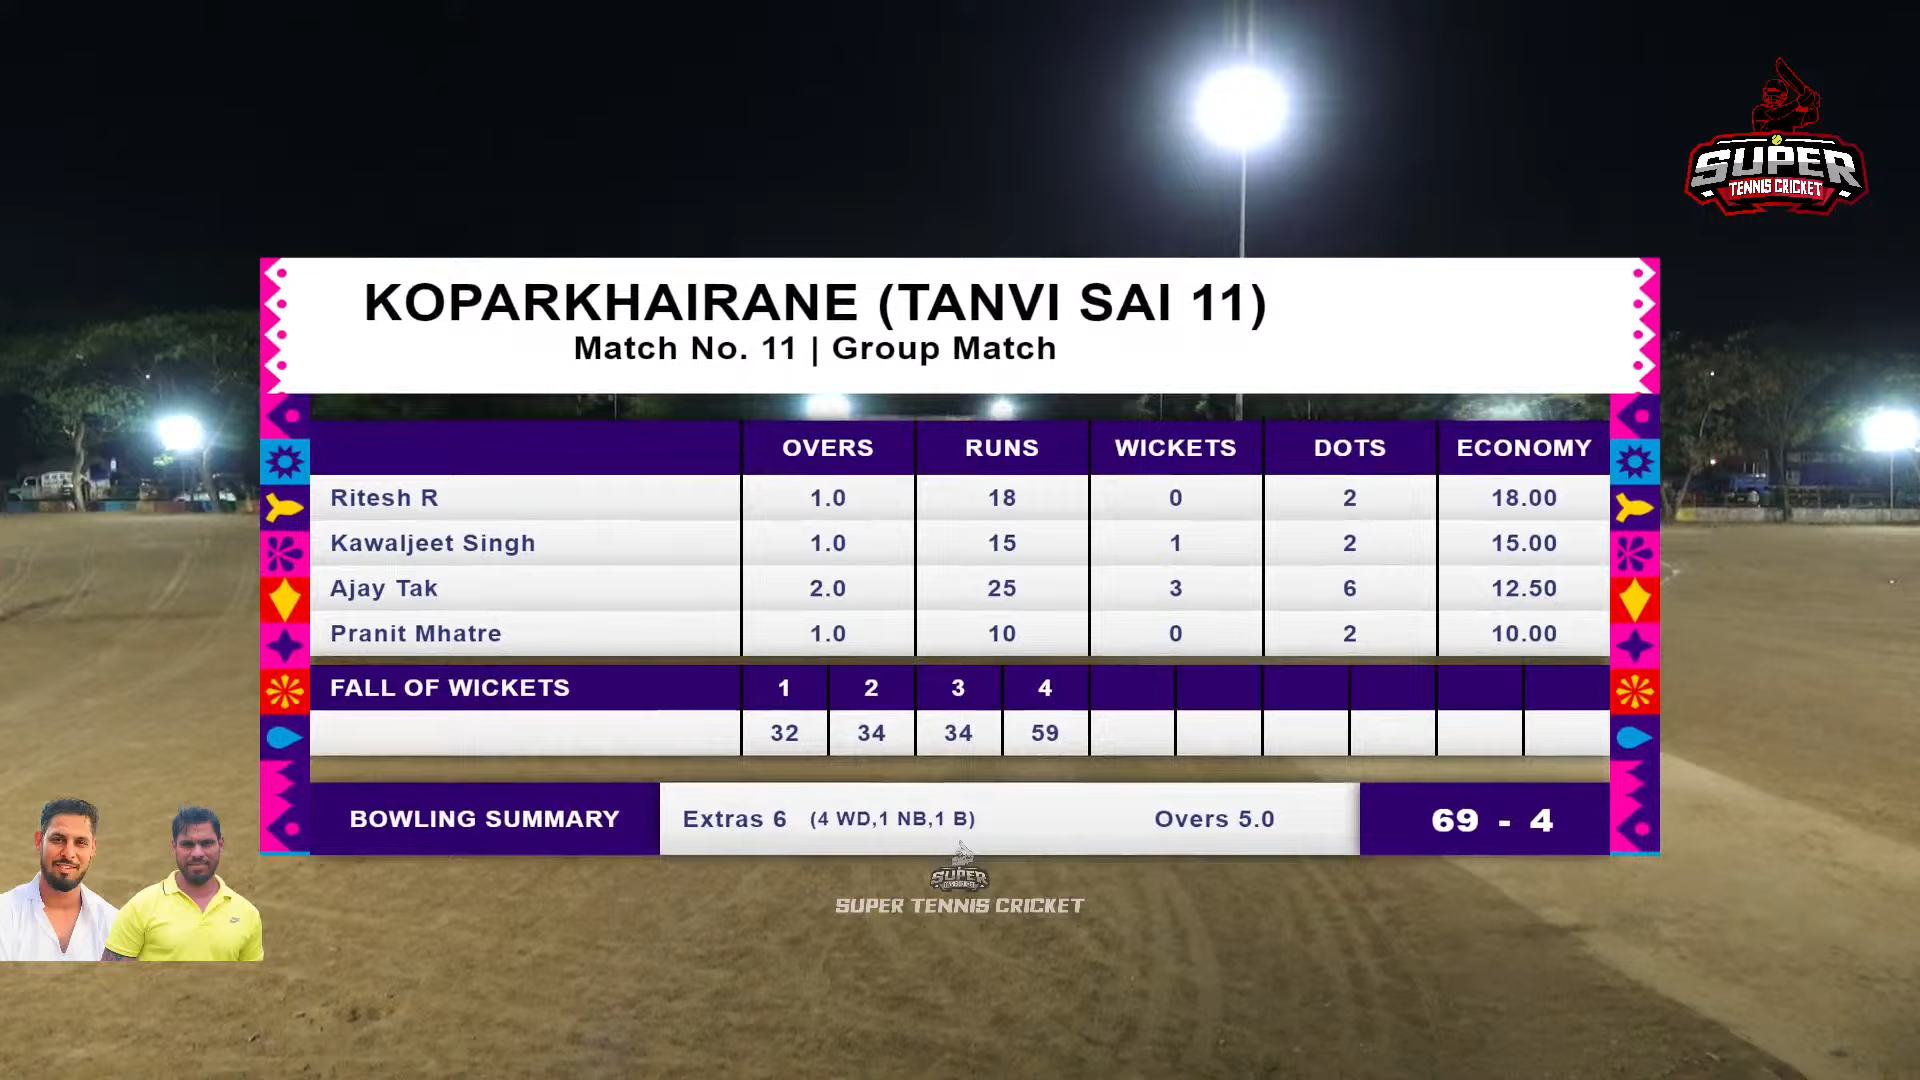 SUPER
TENNIS CRICKET
KOPARKHAIRANE (TANVI SAI 11)
Match No. 11 | Group Match
OVERS RUNS WICKETS DOTS ECONOMY
Ritesh R 1.0 18 0 2 18.00
Kawaljeet Singh 1.0 15 1 2 15.00
Ajay Tak 2.0 25 3 6 12.50
Pranit Mhatre 1.0 10 0 2 10.00
FALL OF WICKETS 1 2 3 4
32 34 34 59
BOWLING SUMMARY Extras 6 (4 WD,1 NB,1 B) Overs 5.0 69 - 4
SUPER
SUPER TENNIS CRICKET